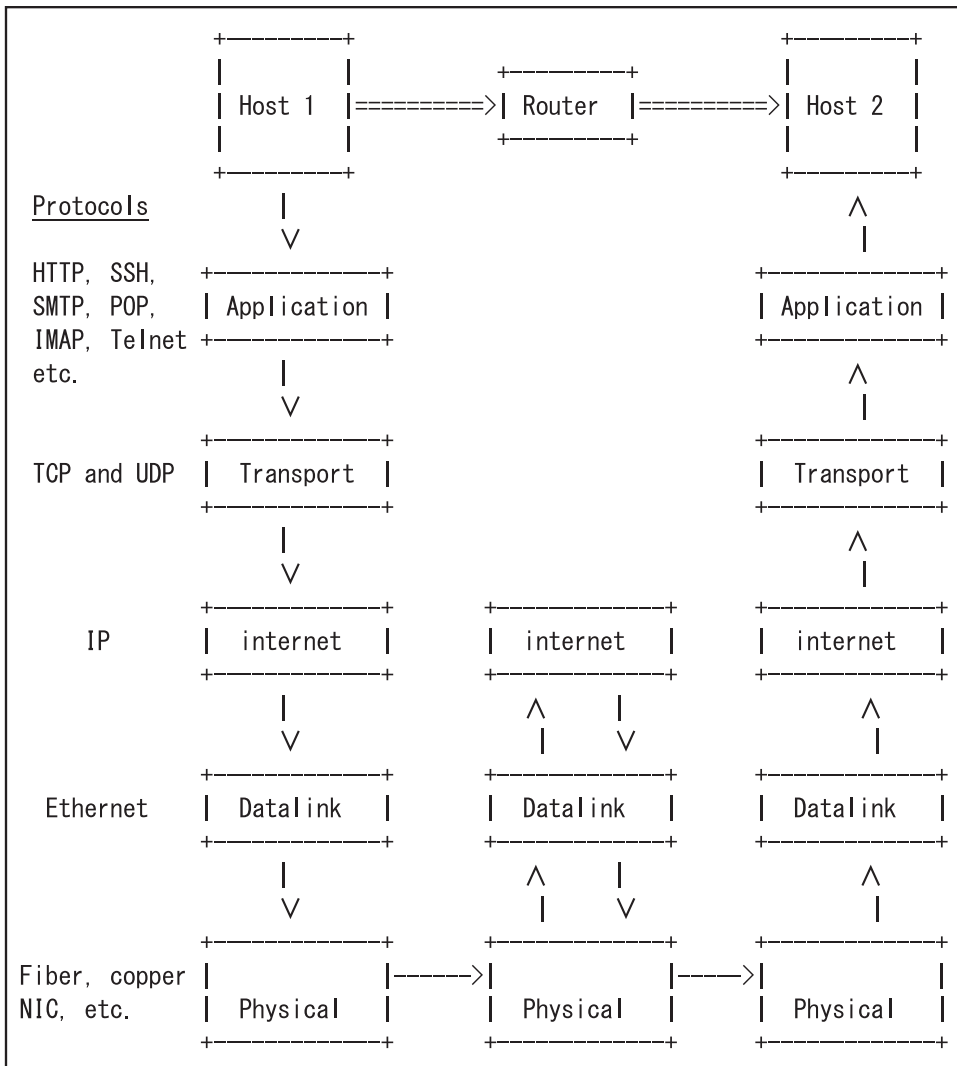 Host 1 ==========> Router ==========> Host 2
Protocols
HTTP, SSH,
SMTP, POP, Application Application
IMAP, Telnet
etc.
TCP and UDP Transport Transport
IP internet internet internet
Ethernet Datalink Datalink Datalink
Fiber, copper ------> ------>
NIC, etc. Physical Physical Physical